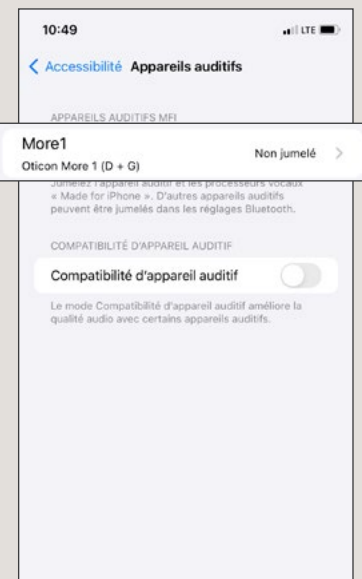 10:49
LTE
Accessibilité Appareils auditifs
APPAREILS AUDITIFS MFI
More1
Oticon More 1 (D + G)
Non jumelé
Jumelez l'appareil auditif et les processeurs vocaux
« Made for iPhone ». D'autres appareils auditifs
peuvent être jumelés dans les réglages Bluetooth.
COMPATIBILITÉ D'APPAREIL AUDITIF
Compatibilité d'appareil auditif
Le mode Compatibilité d'appareil auditif améliore la
qualité audio avec certains appareils auditifs.